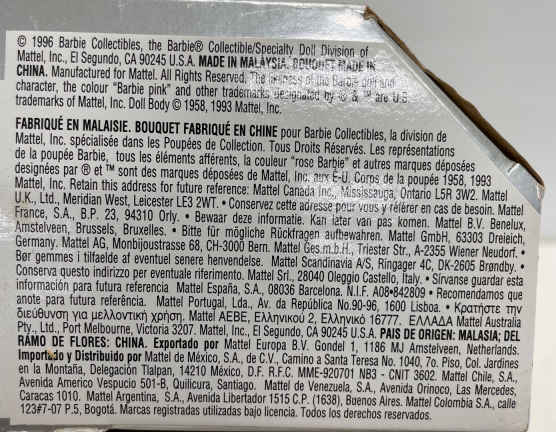 © 1996 Barbie Collectibles, the Barbie® Collectible/Specialty Doll Division of
Mattel, Inc., El Segundo, CA 90245 U.S.A. MADE IN MALAYSIA. BOUQUET MADE IN
CHINA. Manufactured for Mattel. All Rights Reserved. The likeness of the Barbie doll and
character, the colour "Barbie pink" and other trademarks designated by ® & ™ are U.S.
trademarks of Mattel, Inc. Doll Body © 1958, 1993 Mattel, Inc.
FABRIQUÉ EN MALAISIE. BOUQUET FABRIQUÉ EN CHINE pour Barbie Collectibles, la division de
Mattel, Inc. spécialisée dans les Poupées de Collection. Tous Droits Réservés. Les représentations
de la poupée Barbie, tous les éléments afférents, la couleur "rose Barbie" et autres marques déposées
designées par ® et ™ sont des marques déposées de Mattel, Inc. aux É-U. Corps de la poupée 1958, 1993
Mattel, Inc. Retain this address for future reference: Mattel Canada Inc., Mississauga, Ontario L5R 3W2. Mattel
U.K., Ltd., Meridian West, Leicester LE3 2WT. • Conservez cette adresse pour vous y référer en cas de besoin. Mattel
France, S.A., B.P. 23, 94310 Orly. • Bewaar deze informatie. Kan later van pas komen. Mattel B.V. Benelux,
Amstelveen, Brussels, Bruxelles. • Bitte für mögliche Rückfragen aufbewahren. Mattel GmbH, 63303 Dreieich,
Germany. Mattel AG, Monbijoustrasse 68, CH-3000 Bern. Mattel Ges.m.b.H., Triester Str., A-2355 Wiener Neudorf. •
Bør gemmes i tilfaelde af eventuel senere henvendelse. Mattel Scandinavia A/S, Ringager 4C, DK-2605 Brøndby. •
Conserva questo indirizzo per eventuale riferimento. Mattel Srl., 28040 Oleggio Castello, Italy. • Sírvanse guardar esta
información para futura referencia Mattel España, S.A., 08036 Barcelona. N.I.F. A08•842809 • Recomendamos que
anote para futura referência. Mattel Portugal, Lda., Av. da República No.90-96, 1600 Lisboa. • Κρατήστε την
διεύθυνση για μελλοντική χρήση. Mattel AEBE, Ελληνικού 2, Ελληνικό 16777. ΕΛΛΑΔΑ Mattel Australia
Pty., Ltd., Port Melbourne, Victoria 3207. Mattel, Inc., El Segundo, CA 90245 U.S.A. PAIS DE ORIGEN: MALASIA; DEL
RAMO DE FLORES: CHINA. Exportado por Mattel Europa B.V. Gondel 1, 1186 MJ Amstelveen, Netherlands.
Importado y Distribuido por Mattel de México, S.A., de C.V., Camino a Santa Teresa No. 1040, 7o. Piso, Col. Jardines
en la Montaña, Delegación Tlalpan, 14210 México, D.F. R.F.C. MME-920701 NB3 - CNIT 3602. Mattel Chile, S.A.,
Avenida Americo Vespucio 501-B, Quilicura, Santiago. Mattel de Venezuela, S.A., Avenida Orinoco, Las Mercedes,
Caracas 1010. Mattel Argentina, S.A., Avenida Libertador 1515 C.P. (1638), Buenos Aires. Mattel Colombia S.A., calle
123#7-07 P.5, Bogotá. Marcas registradas utilizadas bajo licencia. Todos los derechos reservados.